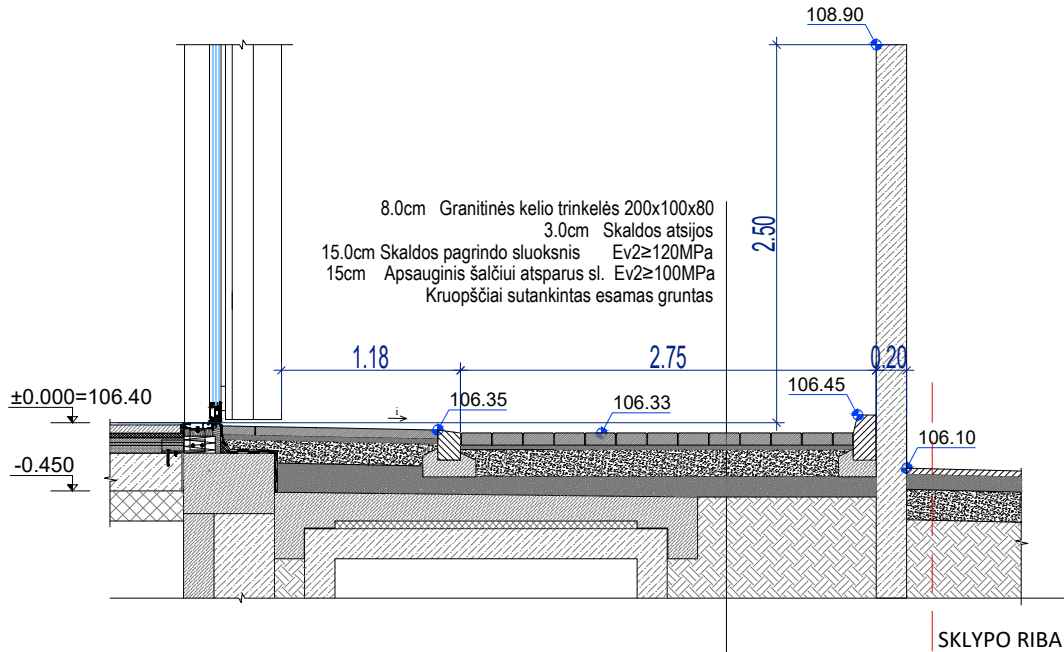 108.90
8.0cm Granitinės kelio trinkelės 200x100x80
3.0cm Skaldos atsijos
15.0cm Skaldos pagrindo sluoksnis Ev2≥120MPa
15cm Apsauginis šalčiui atsparus sl. Ev2≥100MPa
Kruopščiai sutankintas esamas gruntas
2.50
1.18
2.75
0.20
±0.000=106.40
i
106.35
106.33
106.45
106.10
-0.450
SKLYPO RIBA